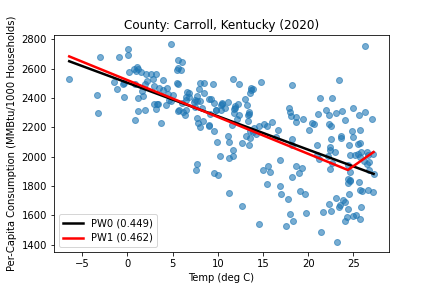 County: Carroll, Kentucky (2020)
Per-Capita Consumption (MMBtu/1000 Households)
2800
2600
2400
2200
2000
1800
1600
1400
PW0 (0.449)
PW1 (0.462)
−5 0 5 10 15 20 25
Temp (deg C)